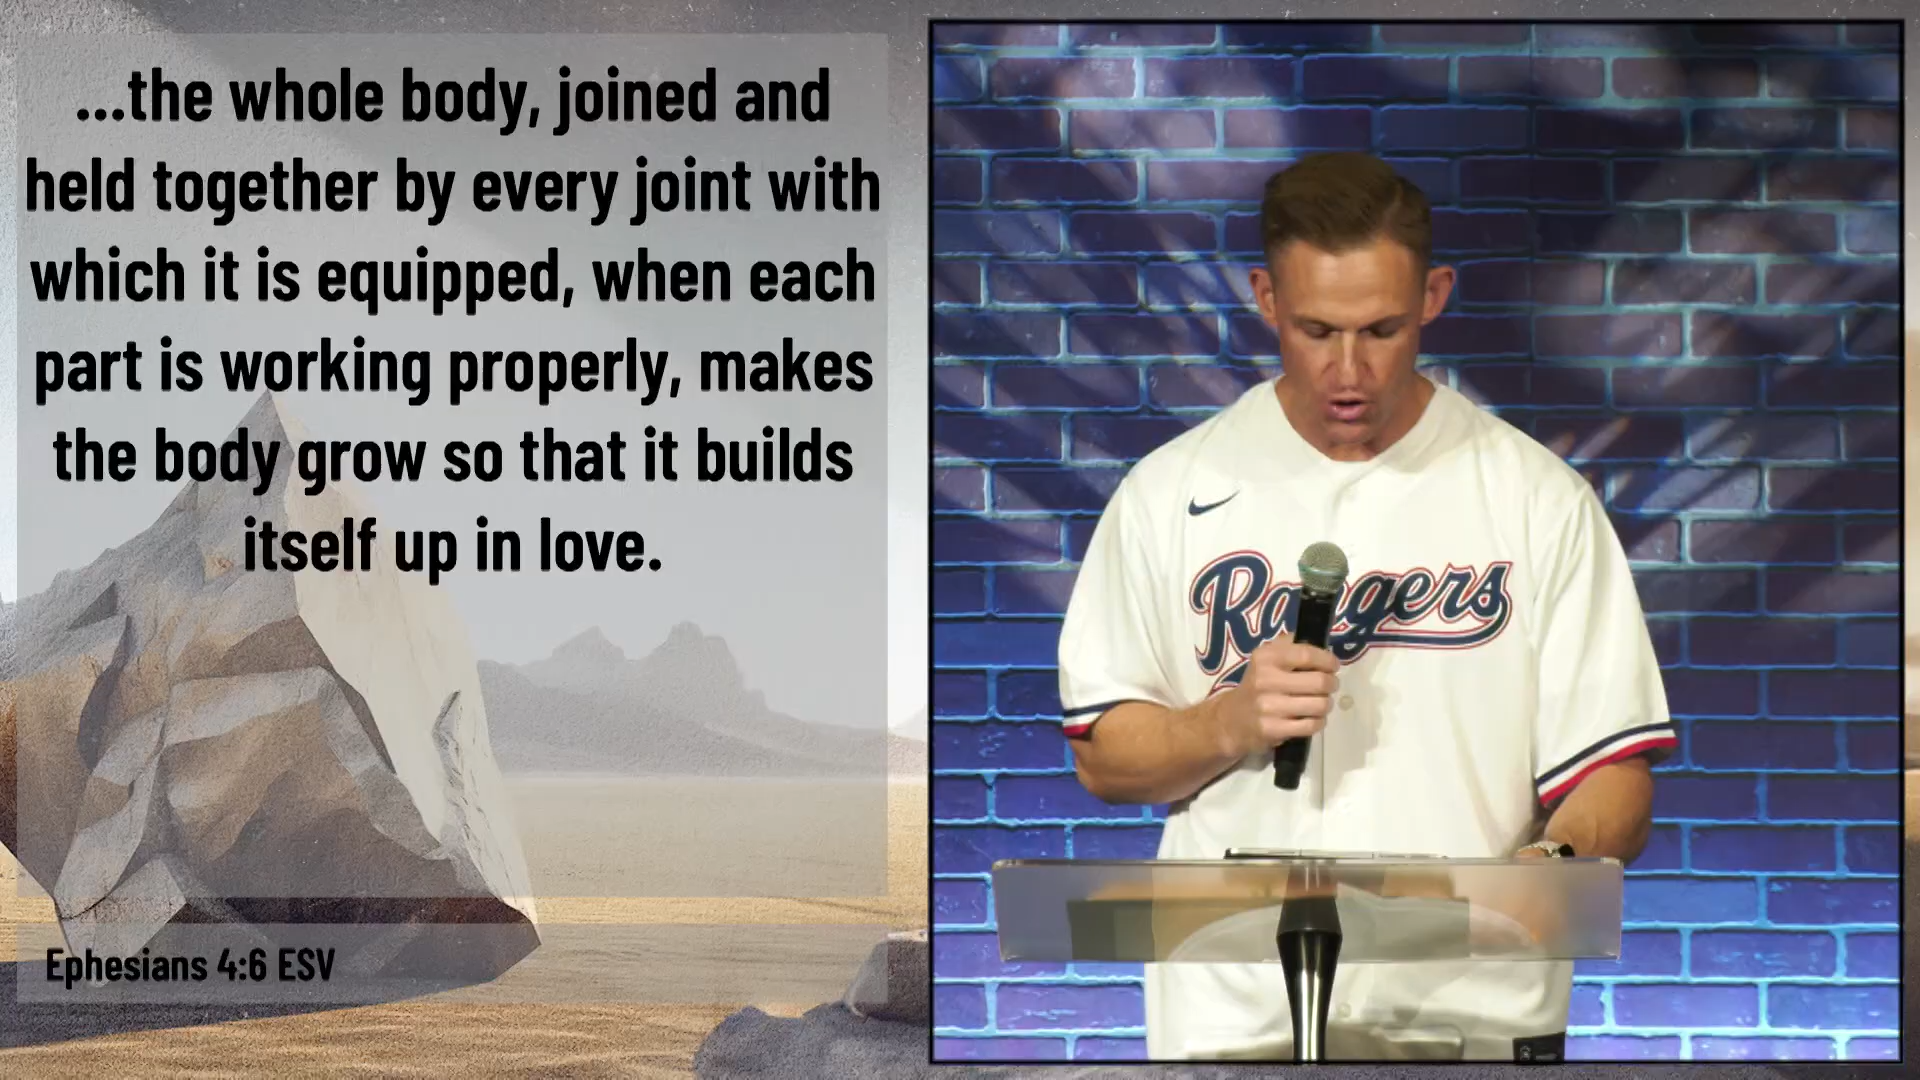 ...the whole body, joined and
held together by every joint with
which it is equipped, when each
part is working properly, makes
the body grow so that it builds
itself up in love.
Ephesians 4:6 ESV
Rangers